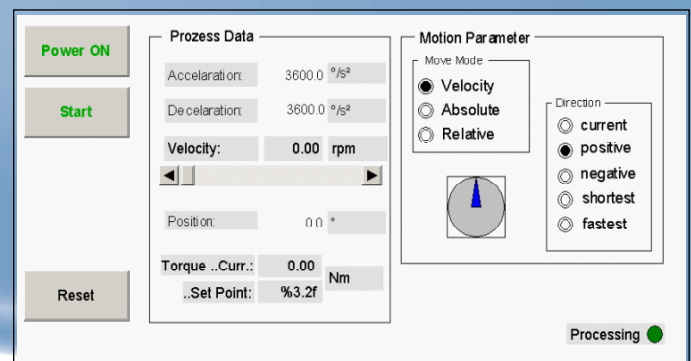 Power ON
Start
Reset
Prozess Data
Accelaration: 3600.0 °/s²
Decelaration: 3600.0 °/s²
Velocity: 0.00 rpm
Position: 0.0 °
Torque ..Curr.: 0.00
Nm
..Set Point: %3.2f
Motion Parameter
Move Mode
Velocity
Absolute
Relative
Direction
current
positive
negative
shortest
fastest
Processing